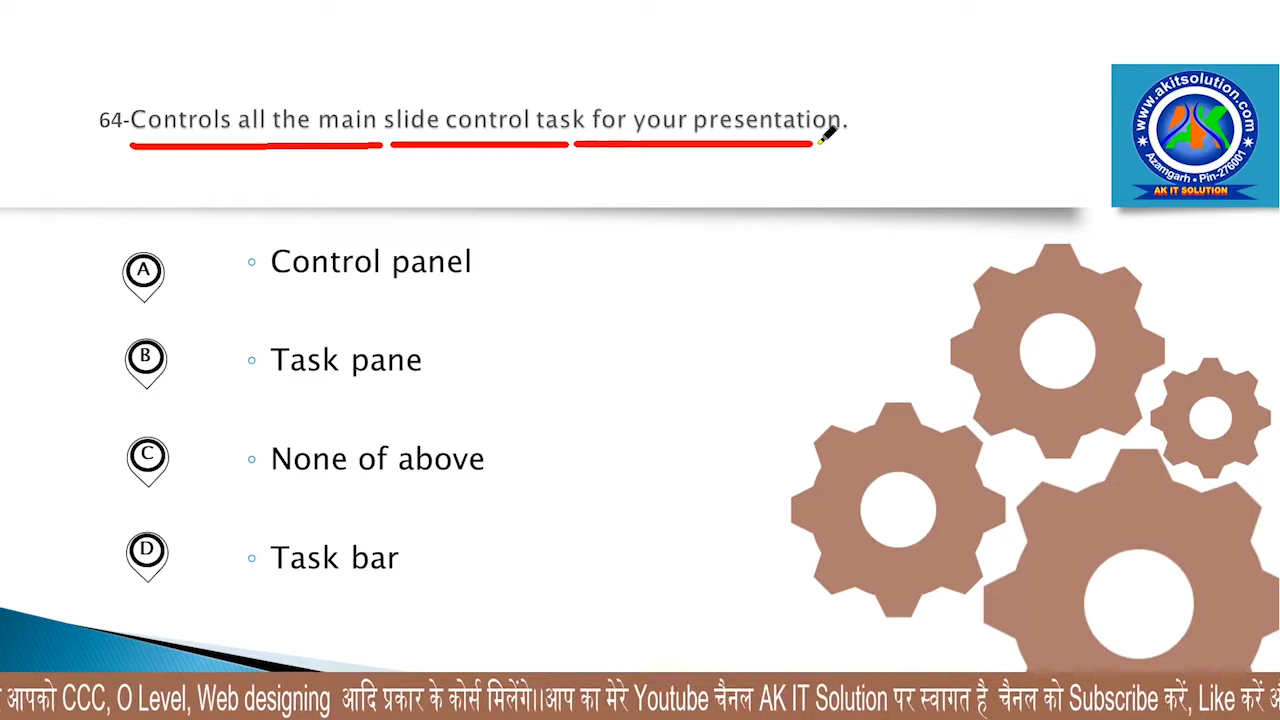 64-Controls all the main slide control task for your presentation.
www.akitsolution.com
AK
Azamgarh • Pin-276001
AK IT SOLUTION
A
Control panel
B
Task pane
C
None of above
D
Task bar
आपको CCC, O Level, Web designing आदि प्रकार के कोर्स मिलेंगे।।आप का मेरे Youtube चैनल AK IT Solution पर स्वागत है चैनल को Subscribe करें, Like करें